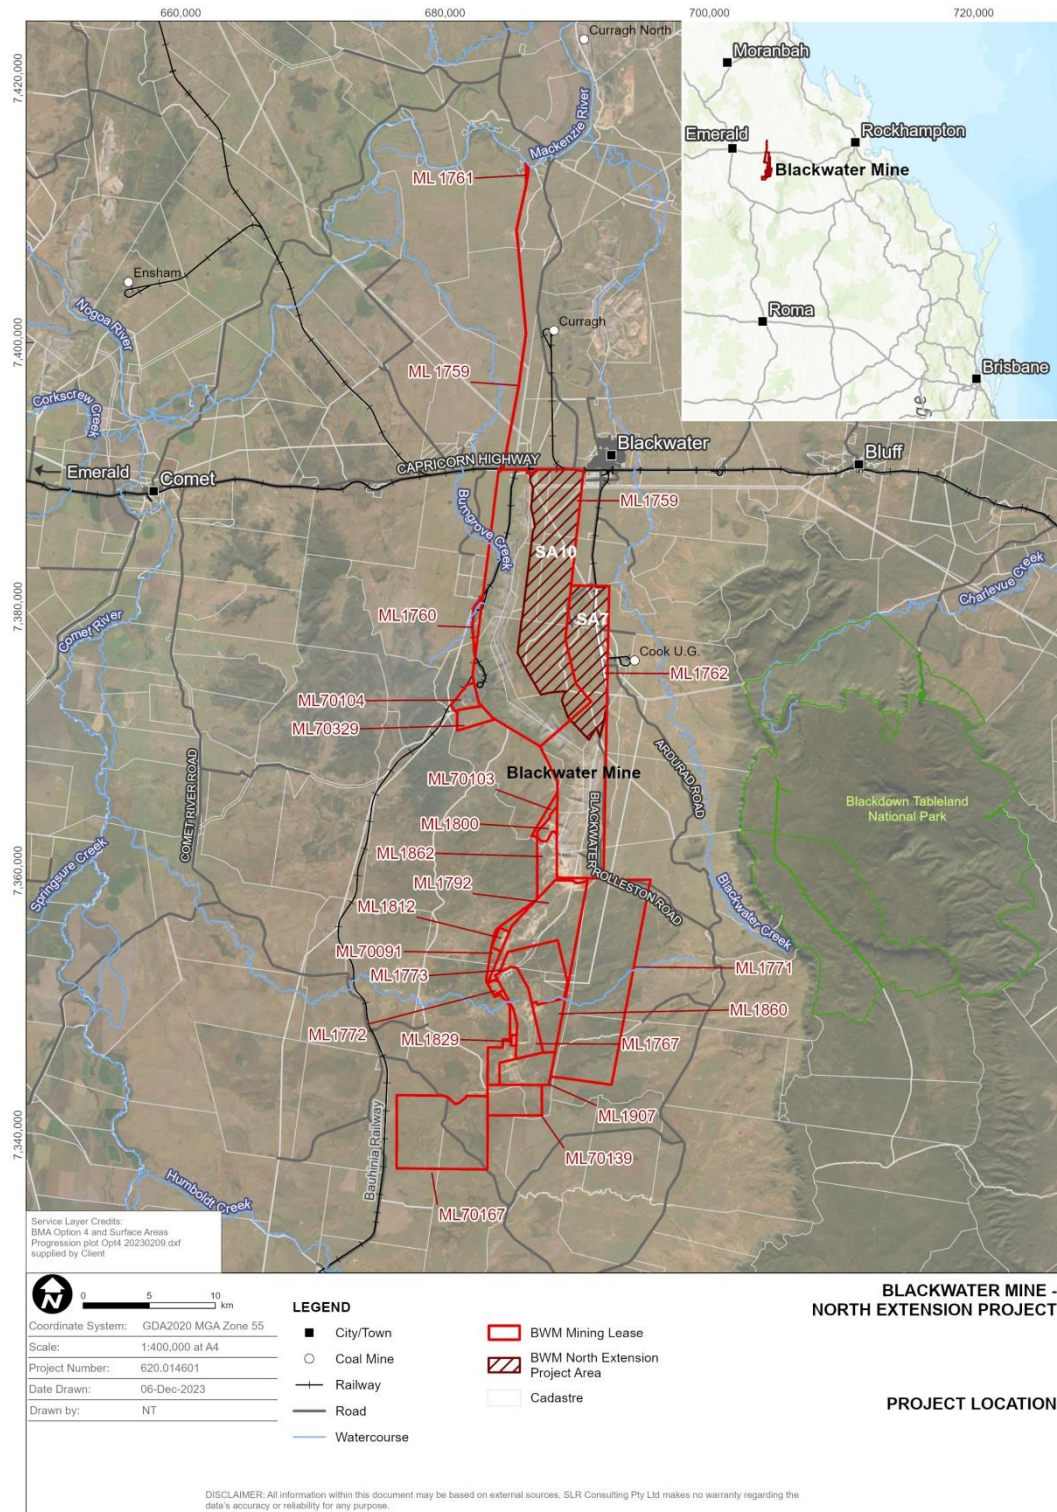 660,000
680,000
700,000
720,000
7,420,000
7,400,000
7,380,000
7,360,000
7,340,000
Curragh North
Mackenzie River
ML 1761
Ensham
Nogoa River
Curragh
ML 1759
Corkscrew Creek
Moranbah
Emerald
Rockhampton
Blackwater Mine
Roma
Brisbane
ge
Blackwater
Bluff
CAPRICORN HIGHWAY
Emerald
Comet
Burngrove Creek
ML1759
SA10
Charlevue Creek
ML1760
SA7
Comet River
Cook U.G.
ML1762
ML70104
ML70329
ARDURAD ROAD
Blackwater Mine
ML70103
COMET RIVER ROAD
Blackdown Tableland
National Park
ML1800
BLACKWATER
ROLLESTON ROAD
ML1862
ML1792
Springsure Creek
ML1812
Blackwater Creek
ML70091
ML1773
ML1771
ML1860
ML1772
ML1829
ML1767
ML1907
Bauhinia Railway
ML70139
Humboldt Creek
ML70167
Service Layer Credits:
BMA Option 4 and Surface Areas
Progression plot Opt4 20230209.dxf
supplied by Client
N
0 5 10
km
Coordinate System: GDA2020 MGA Zone 55
Scale: 1:400,000 at A4
Project Number: 620.014601
Date Drawn: 06-Dec-2023
Drawn by: NT
LEGEND
City/Town
Coal Mine
Railway
Road
Watercourse
BWM Mining Lease
BWM North Extension
Project Area
Cadastre
BLACKWATER MINE -
NORTH EXTENSION PROJECT
PROJECT LOCATION
DISCLAIMER: All information within this document may be based on external sources. SLR Consulting Pty Ltd makes no warranty regarding the
data's accuracy or reliability for any purpose.